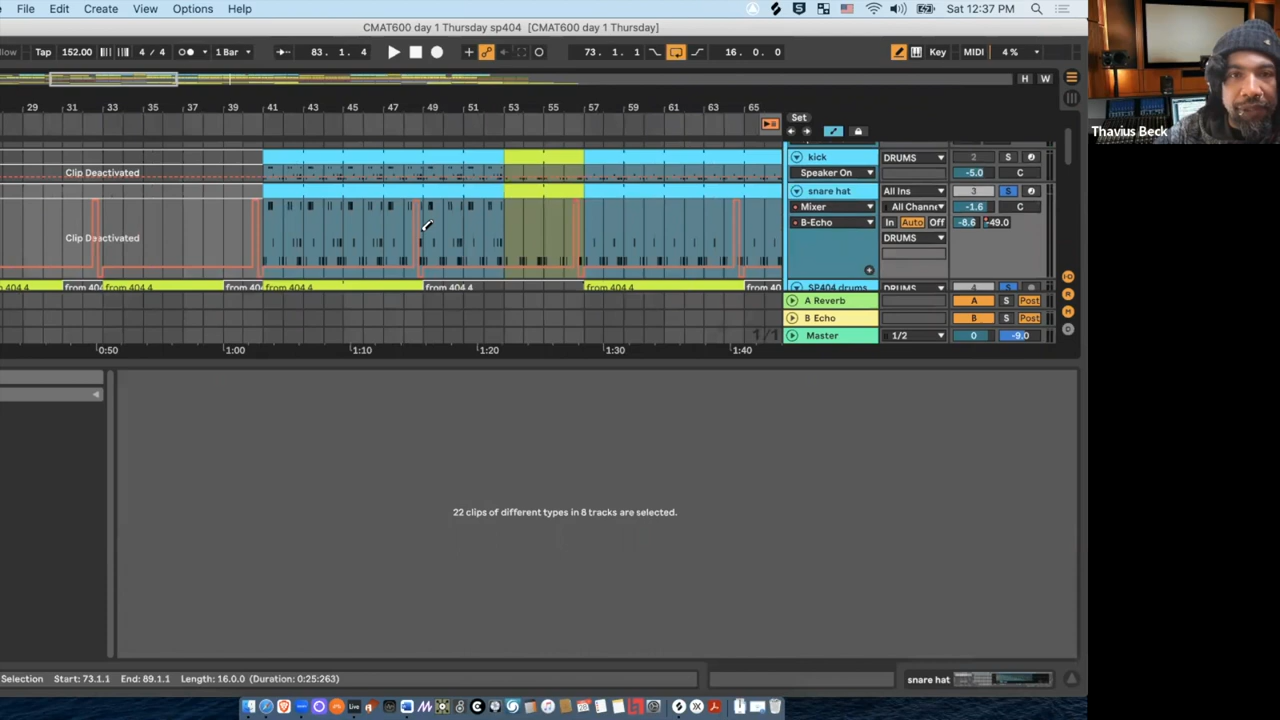 File Edit Create View Options Help Sat 12:37 PM
CMAT600 day 1 Thursday sp404 [CMAT600 day 1 Thursday]
Tap 152.00 4 / 4 1 Bar 83. 1. 4 73. 1. 1 16. 0. 0 Key MIDI 4 %
H W
29 31 33 35 37 39 41 43 45 47 49 51 53 55 57 59 61 63 65
Set
Thavius Beck
kick DRUMS 2 S
Clip Deactivated Speaker On -5.0 C
snare hat All Ins 3 S
Mixer All Channe -1.6 C
B-Echo In Auto Off -8.6 -49.0
Clip Deactivated DRUMS
from 404 4 from 404 4 from 404 4 from 404 4 SP404 drums DRUMS 4 S
A Reverb A S Post
B Echo B S Post
1/1 Master 1/2 0 -9.0
0:50 1:00 1:10 1:20 1:30 1:40
22 clips of different types in 8 tracks are selected.
Selection Start: 73.1.1 End: 89.1.1 Length: 16.0.0 (Duration: 0:25:263) snare hat